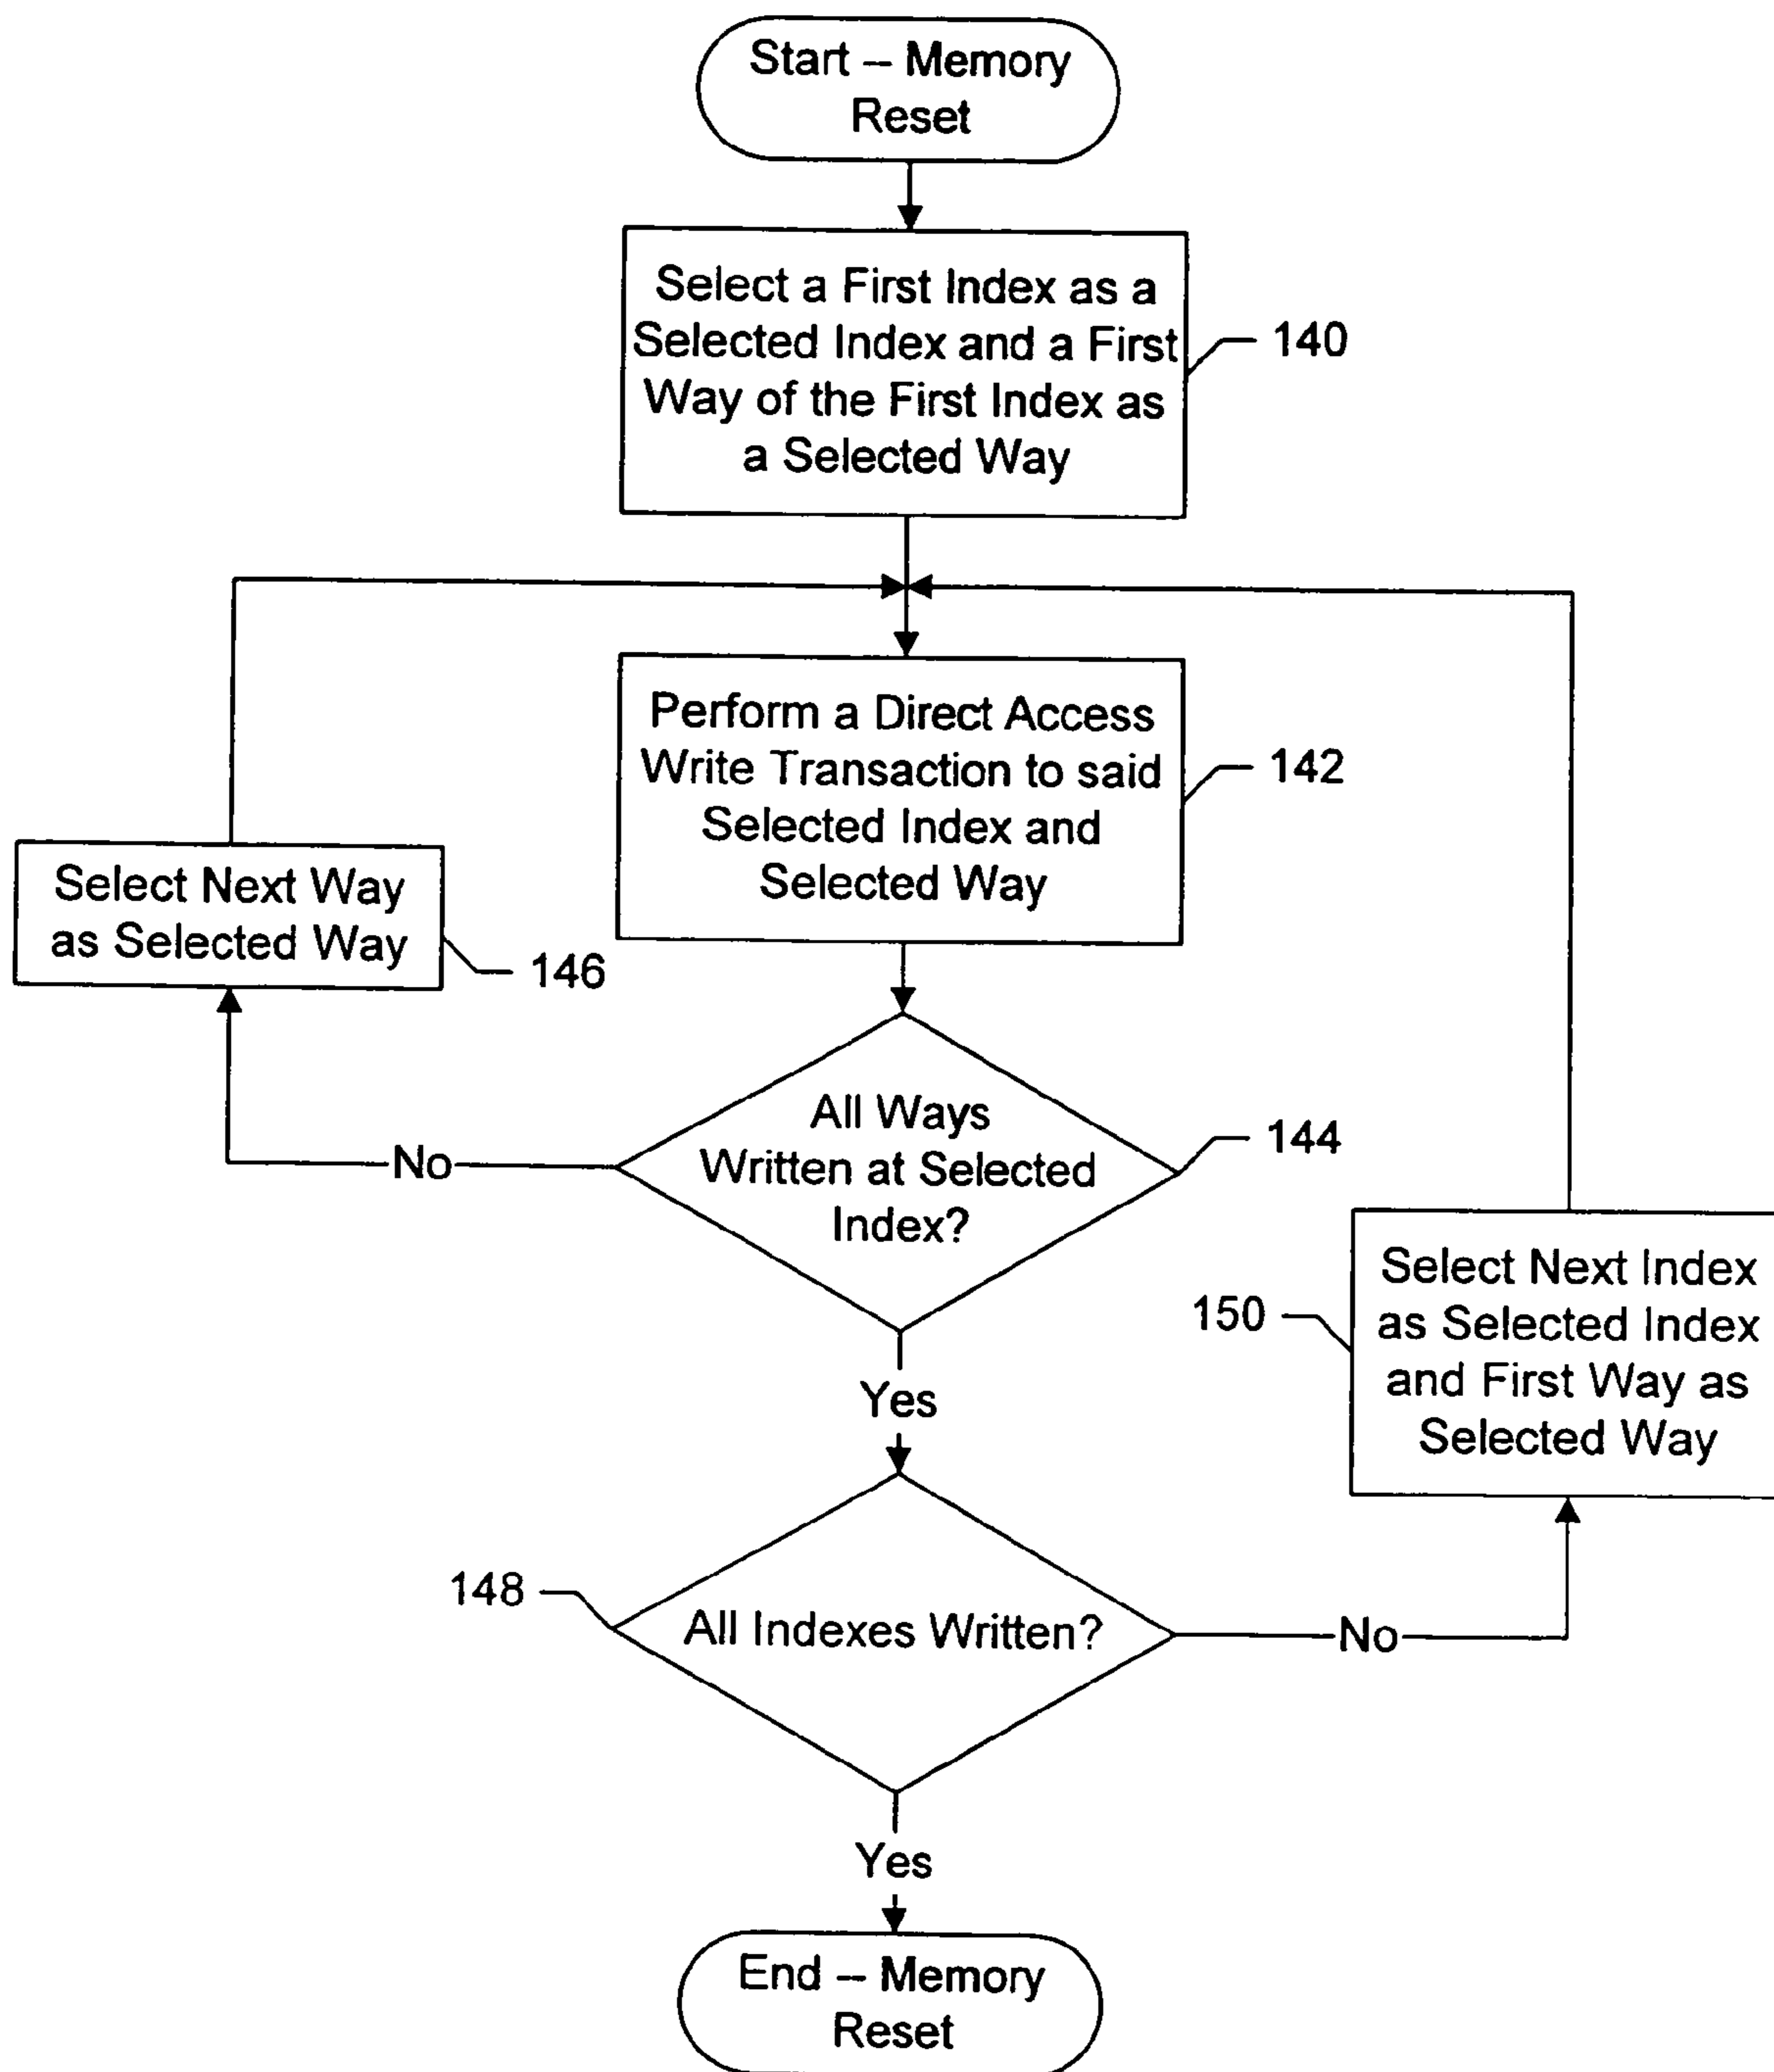 Start – Memory
Reset
Select a First Index as a
Selected Index and a First
Way of the First Index as
a Selected Way
140
Perform a Direct Access
Write Transaction to said
Selected Index and
Selected Way
142
Select Next Way
as Selected Way
146
All Ways
Written at Selected
Index?
144
No
Yes
Select Next Index
as Selected Index
and First Way as
Selected Way
150
All Indexes Written?
148
No
Yes
End – Memory
Reset